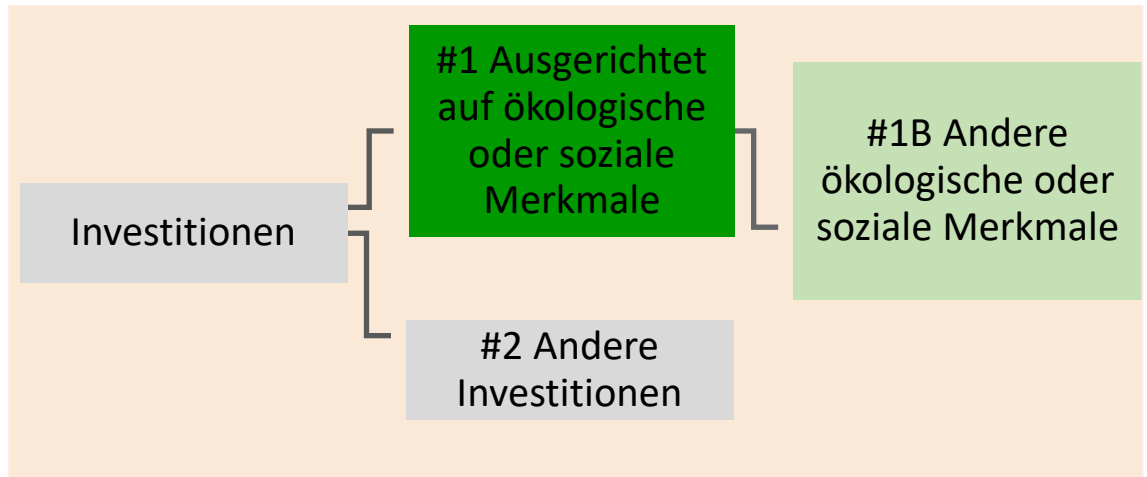 #1 Ausgerichtet
auf ökologische
oder soziale
Merkmale
#1B Andere
ökologische oder
soziale Merkmale
Investitionen
#2 Andere
Investitionen